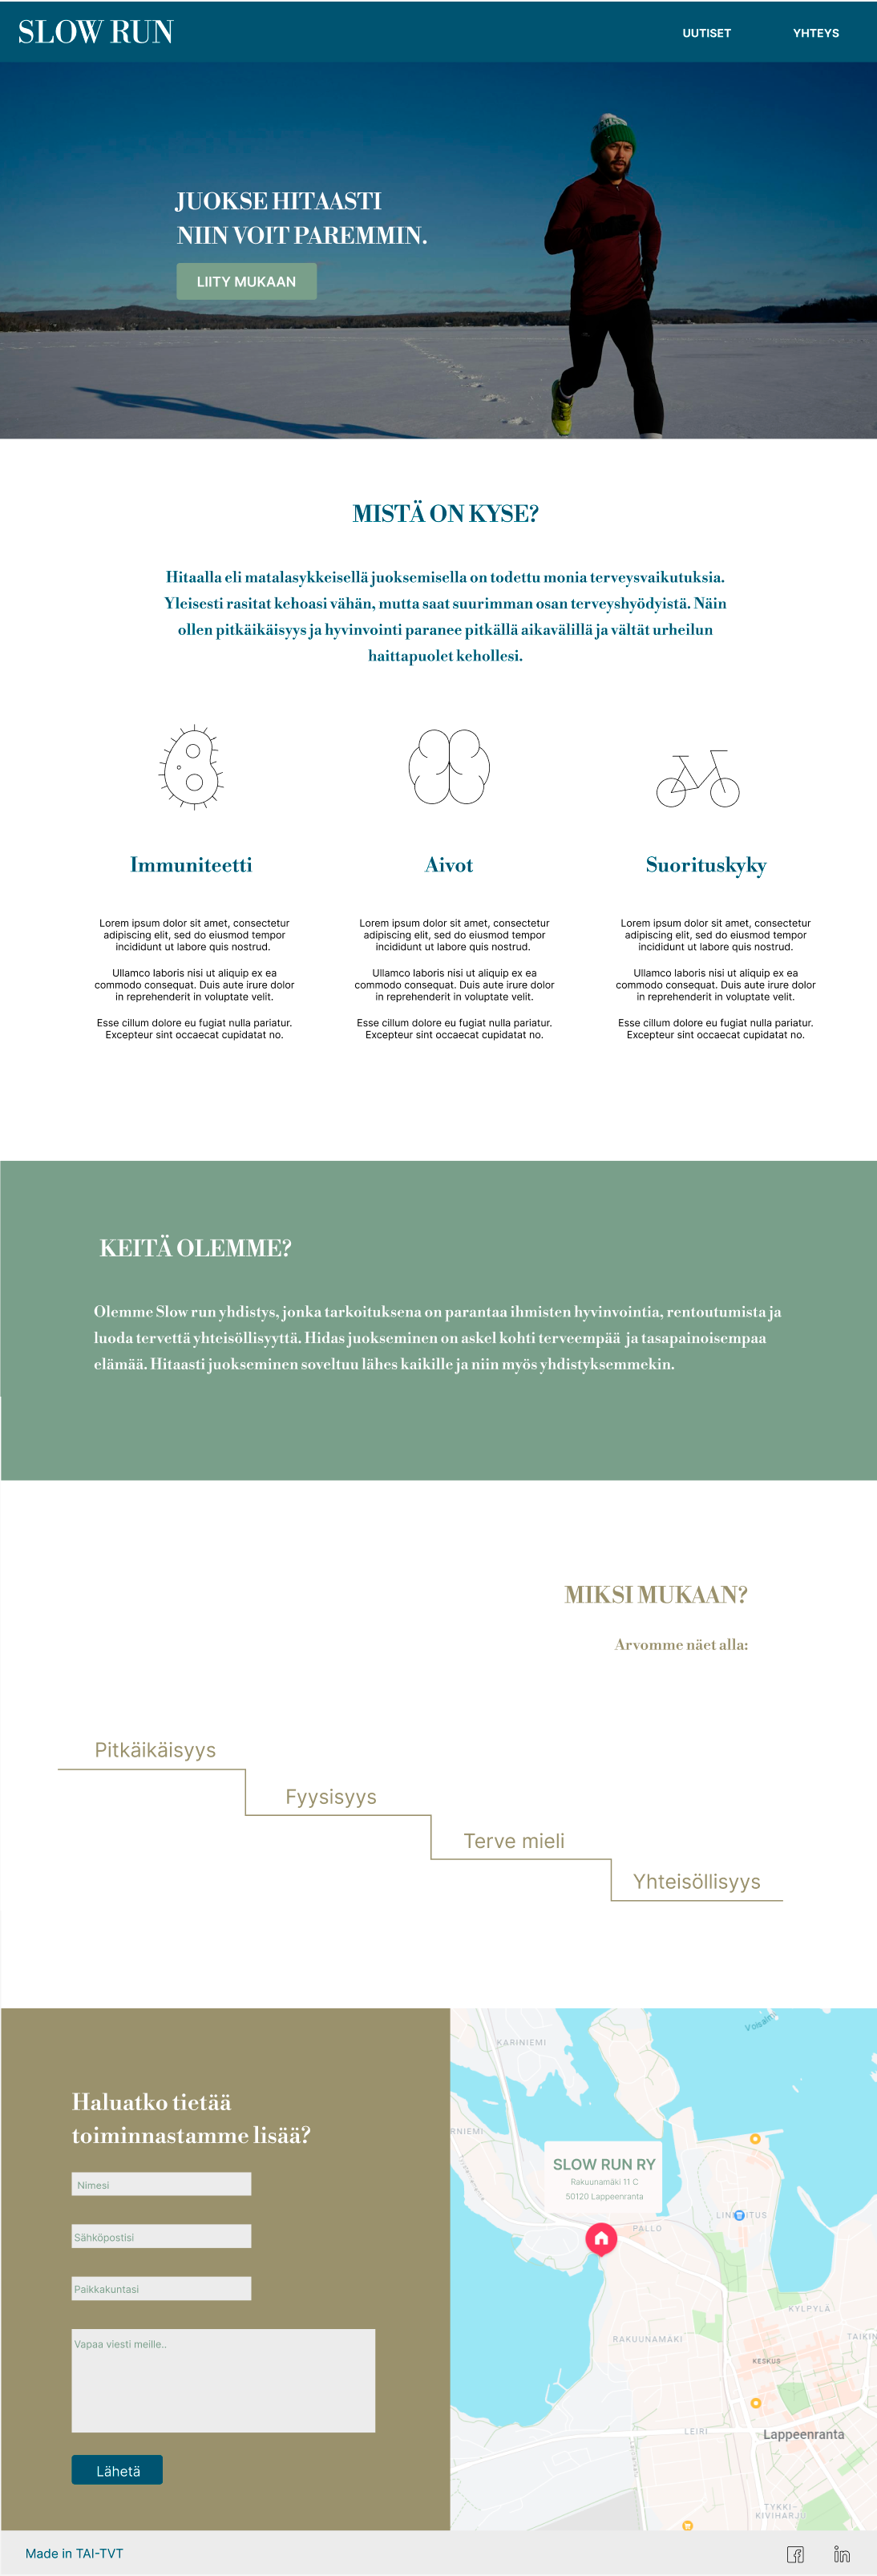 SLOW RUN
UUTISET
YHTEYS
JUOKSE HITAASTI
NIIN VOIT PAREMMIN.
LIITY MUKAAN
MISTÄ ON KYSE?
Hitaalla eli matalasykkeisellä juoksemisella on todettu monia terveysvaikutuksia.
Yleisesti rasitat kehoasi vähän, mutta saat suurimman osan terveyshyödyistä. Näin
ollen pitkäikäisyys ja hyvinvointi paranee pitkällä aikavälillä ja vältät urheilun
haittapuolet kehollesi.
Immuniteetti
Lorem ipsum dolor sit amet, consectetur
adipiscing elit, sed do eiusmod tempor
incididunt ut labore quis nostrud.
Ullamco laboris nisi ut aliquip ex ea
commodo consequat. Duis aute irure dolor
in reprehenderit in voluptate velit.
Esse cillum dolore eu fugiat nulla pariatur.
Excepteur sint occaecat cupidatat no.
Aivot
Lorem ipsum dolor sit amet, consectetur
adipiscing elit, sed do eiusmod tempor
incididunt ut labore quis nostrud.
Ullamco laboris nisi ut aliquip ex ea
commodo consequat. Duis aute irure dolor
in reprehenderit in voluptate velit.
Esse cillum dolore eu fugiat nulla pariatur.
Excepteur sint occaecat cupidatat no.
Suorituskyky
Lorem ipsum dolor sit amet, consectetur
adipiscing elit, sed do eiusmod tempor
incididunt ut labore quis nostrud.
Ullamco laboris nisi ut aliquip ex ea
commodo consequat. Duis aute irure dolor
in reprehenderit in voluptate velit.
Esse cillum dolore eu fugiat nulla pariatur.
Excepteur sint occaecat cupidatat no.
KEITÄ OLEMME?
Olemme Slow run yhdistys, jonka tarkoituksena on parantaa ihmisten hyvinvointia, rentoutumista ja
luoda tervettä yhteisöllisyyttä. Hidas juokseminen on askel kohti terveempää ja tasapainoisempaa
elämää. Hitaasti juokseminen soveltuu lähes kaikille ja niin myös yhdistyksemmekin.
MIKSI MUKAAN?
Arvomme näet alla:
Pitkäikäisyys
Fyysisyys
Terve mieli
Yhteisöllisyys
Haluatko tietää
toiminnastamme lisää?
Nimesi
Sähköpostisi
Paikkakuntasi
Vapaa viesti meille..
Lähetä
KARINIEMI
RNIEMI
SLOW RUN RY
Rakuunamäki 11 C
50120 Lappeenranta
PALLO
KYLPYLÄ
TAIKIN
RAKUUNAMÄKI
KESKUS
LEIRI
Lappeenranta
TYKKI-
KIVIHARJU
Made in TAI-TVT
in